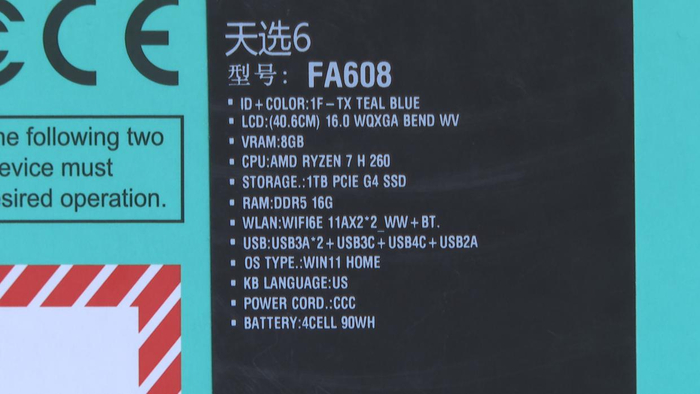 CE
he following two
evice must
sired operation.
天选6
型号: FA608
▪ ID+COLOR:1F-TX TEAL BLUE
▪ LCD:(40.6CM) 16.0 WQXGA BEND WV
▪ VRAM:8GB
▪ CPU:AMD RYZEN 7 H 260
▪ STORAGE.:1TB PCIE G4 SSD
▪ RAM:DDR5 16G
▪ WLAN:WIFI6E 11AX2*2_WW+BT.
▪ USB:USB3A*2+USB3C+USB4C+USB2A
▪ OS TYPE.:WIN11 HOME
▪ KB LANGUAGE:US
▪ POWER CORD.:CCC
▪ BATTERY:4CELL 90WH